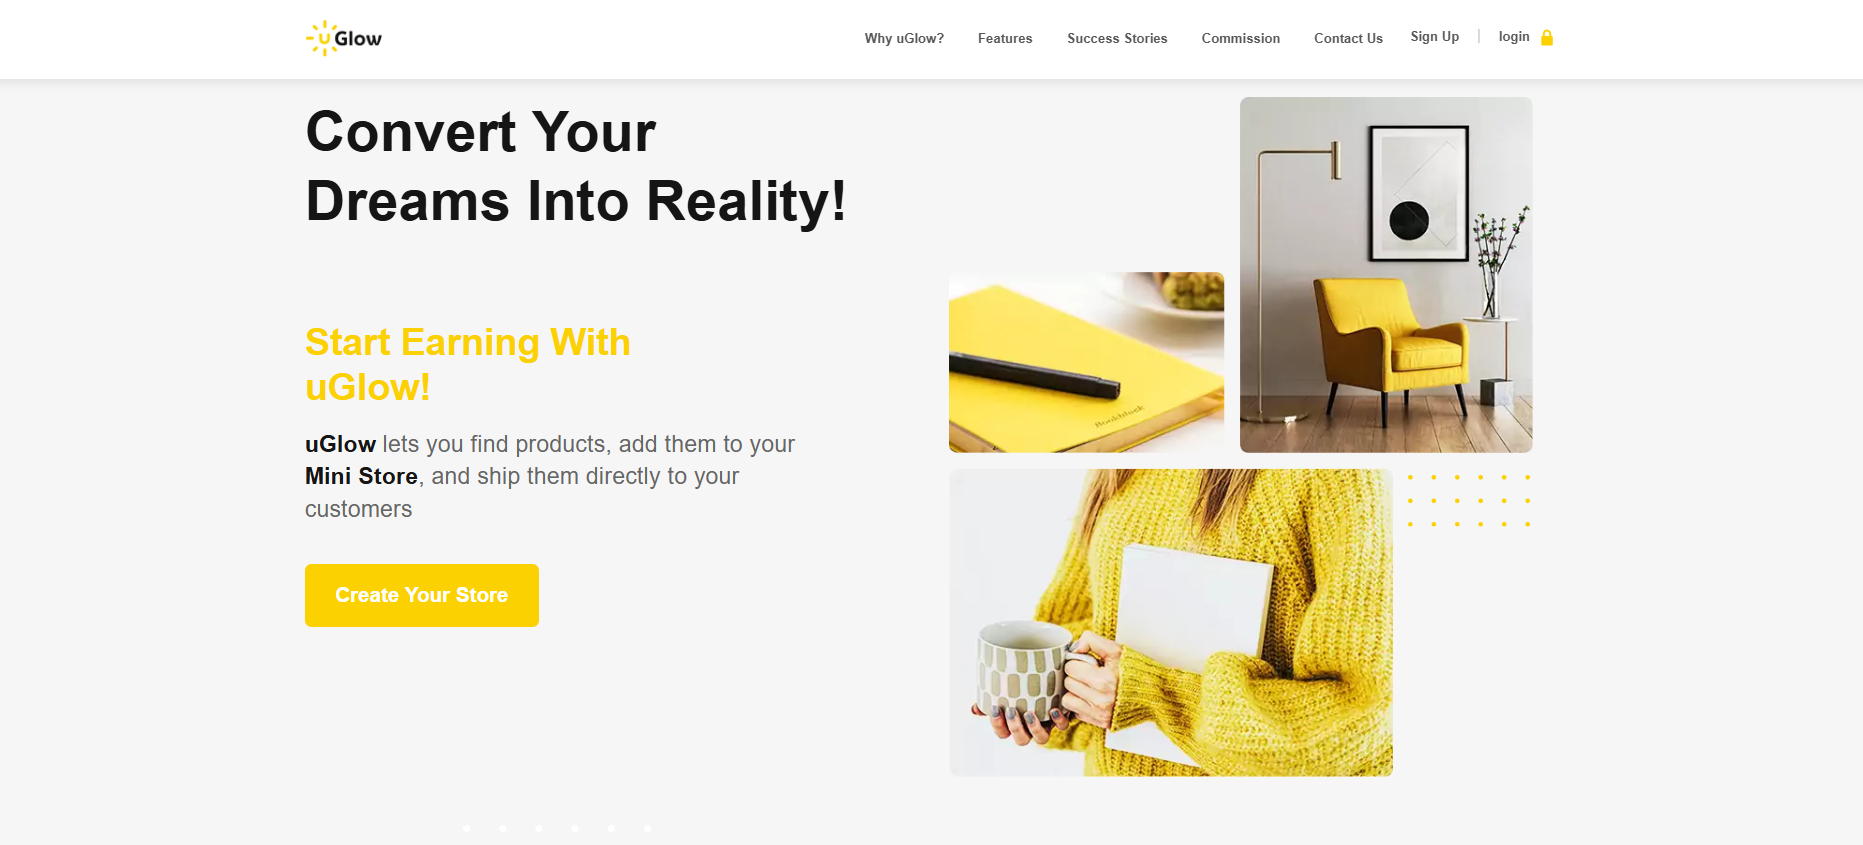 uGlow
Why uGlow?
Features
Success Stories
Commission
Contact Us
Sign Up
login
Convert Your
Dreams Into Reality!
Start Earning With
uGlow!
uGlow lets you find products, add them to your
Mini Store, and ship them directly to your
customers
Create Your Store
Bookblock